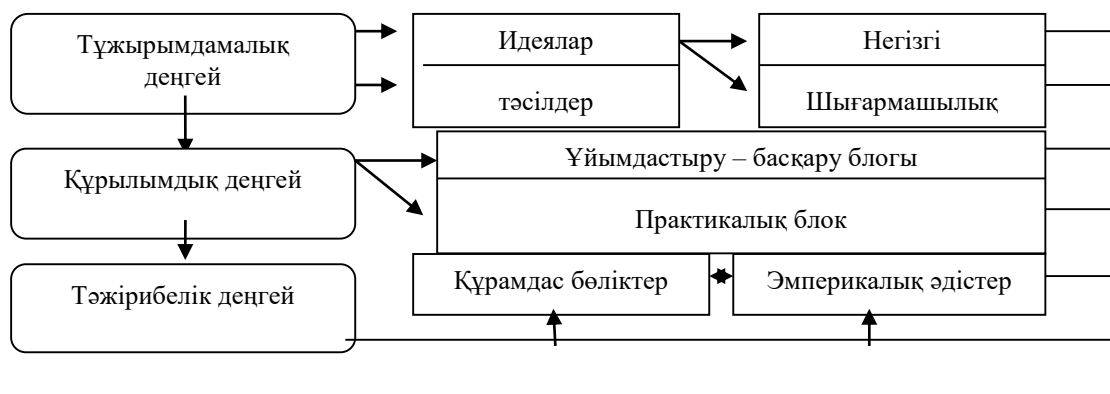 Тұжырымдамалық
деңгей
Идеялар
тәсілдер
Негізгі
Шығармашылық
Құрылымдық деңгей
Ұйымдастыру – басқару блогы
Практикалық блок
Тәжірибелік деңгей
Құрамдас бөліктер
Эмперикалық әдістер